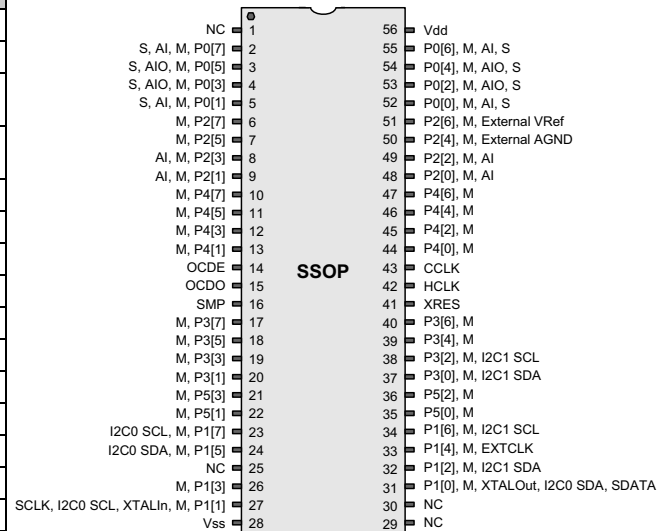 NC 1
S, AI, M, P0[7] 2
S, AIO, M, P0[5] 3
S, AIO, M, P0[3] 4
S, AI, M, P0[1] 5
M, P2[7] 6
M, P2[5] 7
AI, M, P2[3] 8
AI, M, P2[1] 9
M, P4[7] 10
M, P4[5] 11
M, P4[3] 12
M, P4[1] 13
OCDE 14
OCDO 15
SMP 16
M, P3[7] 17
M, P3[5] 18
M, P3[3] 19
M, P3[1] 20
M, P5[3] 21
M, P5[1] 22
I2C0 SCL, M, P1[7] 23
I2C0 SDA, M, P1[5] 24
NC 25
M, P1[3] 26
SCLK, I2C0 SCL, XTALIn, M, P1[1] 27
Vss 28
SSOP
56 Vdd
55 P0[6], M, AI, S
54 P0[4], M, AIO, S
53 P0[2], M, AIO, S
52 P0[0], M, AI, S
51 P2[6], M, External VRef
50 P2[4], M, External AGND
49 P2[2], M, AI
48 P2[0], M, AI
47 P4[6], M
46 P4[4], M
45 P4[2], M
44 P4[0], M
43 CCLK
42 HCLK
41 XRES
40 P3[6], M
39 P3[4], M
38 P3[2], M, I2C1 SCL
37 P3[0], M, I2C1 SDA
36 P5[2], M
35 P5[0], M
34 P1[6], M, I2C1 SCL
33 P1[4], M, EXTCLK
32 P1[2], M, I2C1 SDA
31 P1[0], M, XTALOut, I2C0 SDA, SDATA
30 NC
29 NC